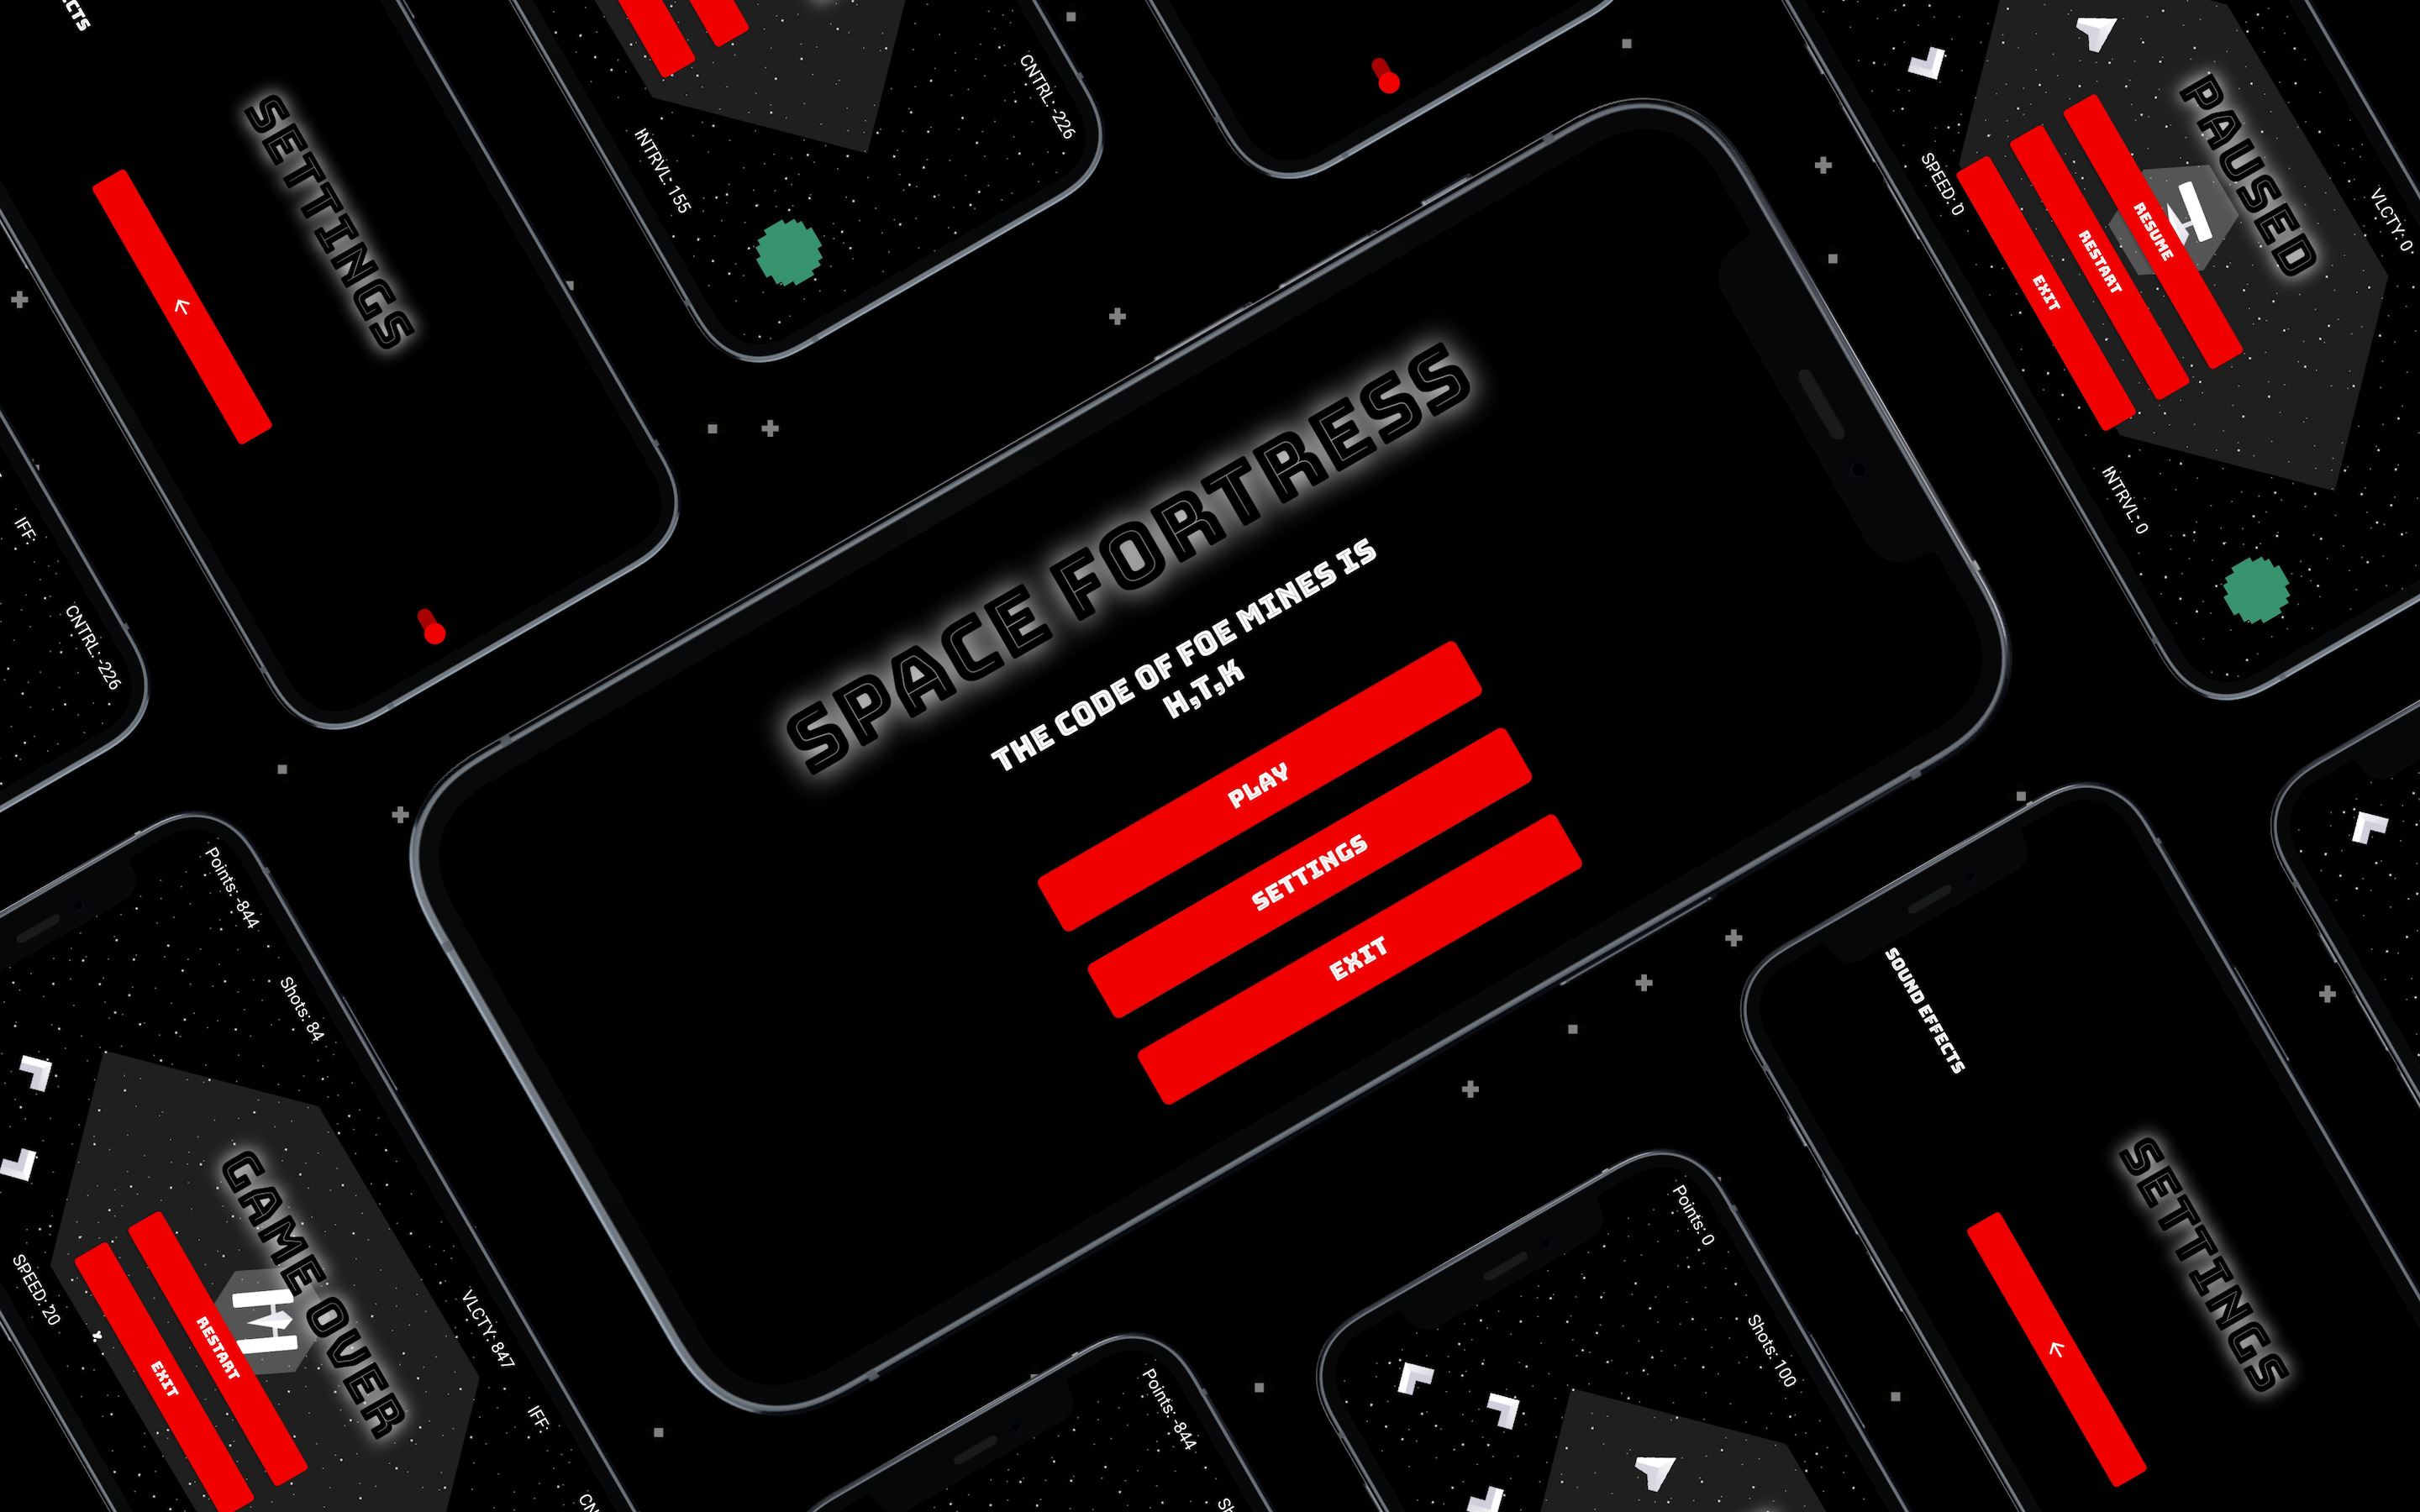 SETTINGS
INTRVL: 155
CNTRL: -226
PAUSED
RESUME
RESTART
EXIT
SPEED: 0
VLCTY: 0
INTRVL: 0
IFF:
CNTRL: -226
SPACE FORTRESS
THE CODE OF FOE MINES IS
H,T,K
PLAY
SETTINGS
EXIT
Points: -844
Shots: 84
GAME OVER
RESTART
EXIT
SPEED: 20
VLCTY: 847
IFF:
Points: -844
Points: 0
Shots: 100
SOUND EFFECTS
SETTINGS